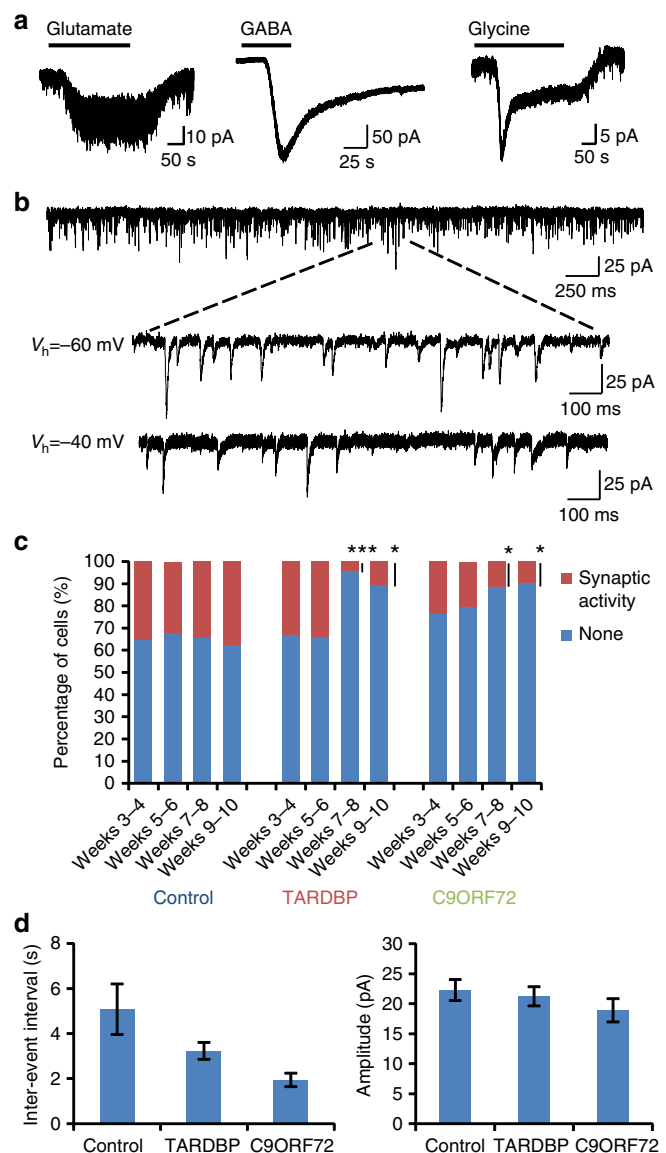 a
Glutamate
GABA
Glycine
10 pA
50 s
50 pA
25 s
5 pA
50 s
b
25 pA
250 ms
Vh=–60 mV
25 pA
100 ms
Vh=–40 mV
25 pA
100 ms
c
Percentage of cells (%)
100
90
80
70
60
50
40
30
20
10
0
*** *
* *
Synaptic activity
None
Weeks 3–4
Weeks 5–6
Weeks 7–8
Weeks 9–10
Weeks 3–4
Weeks 5–6
Weeks 7–8
Weeks 9–10
Weeks 3–4
Weeks 5–6
Weeks 7–8
Weeks 9–10
Control
TARDBP
C9ORF72
d
Inter-event interval (s)
8
6
4
2
0
Control
TARDBP
C9ORF72
Amplitude (pA)
30
25
20
15
10
5
0
Control
TARDBP
C9ORF72